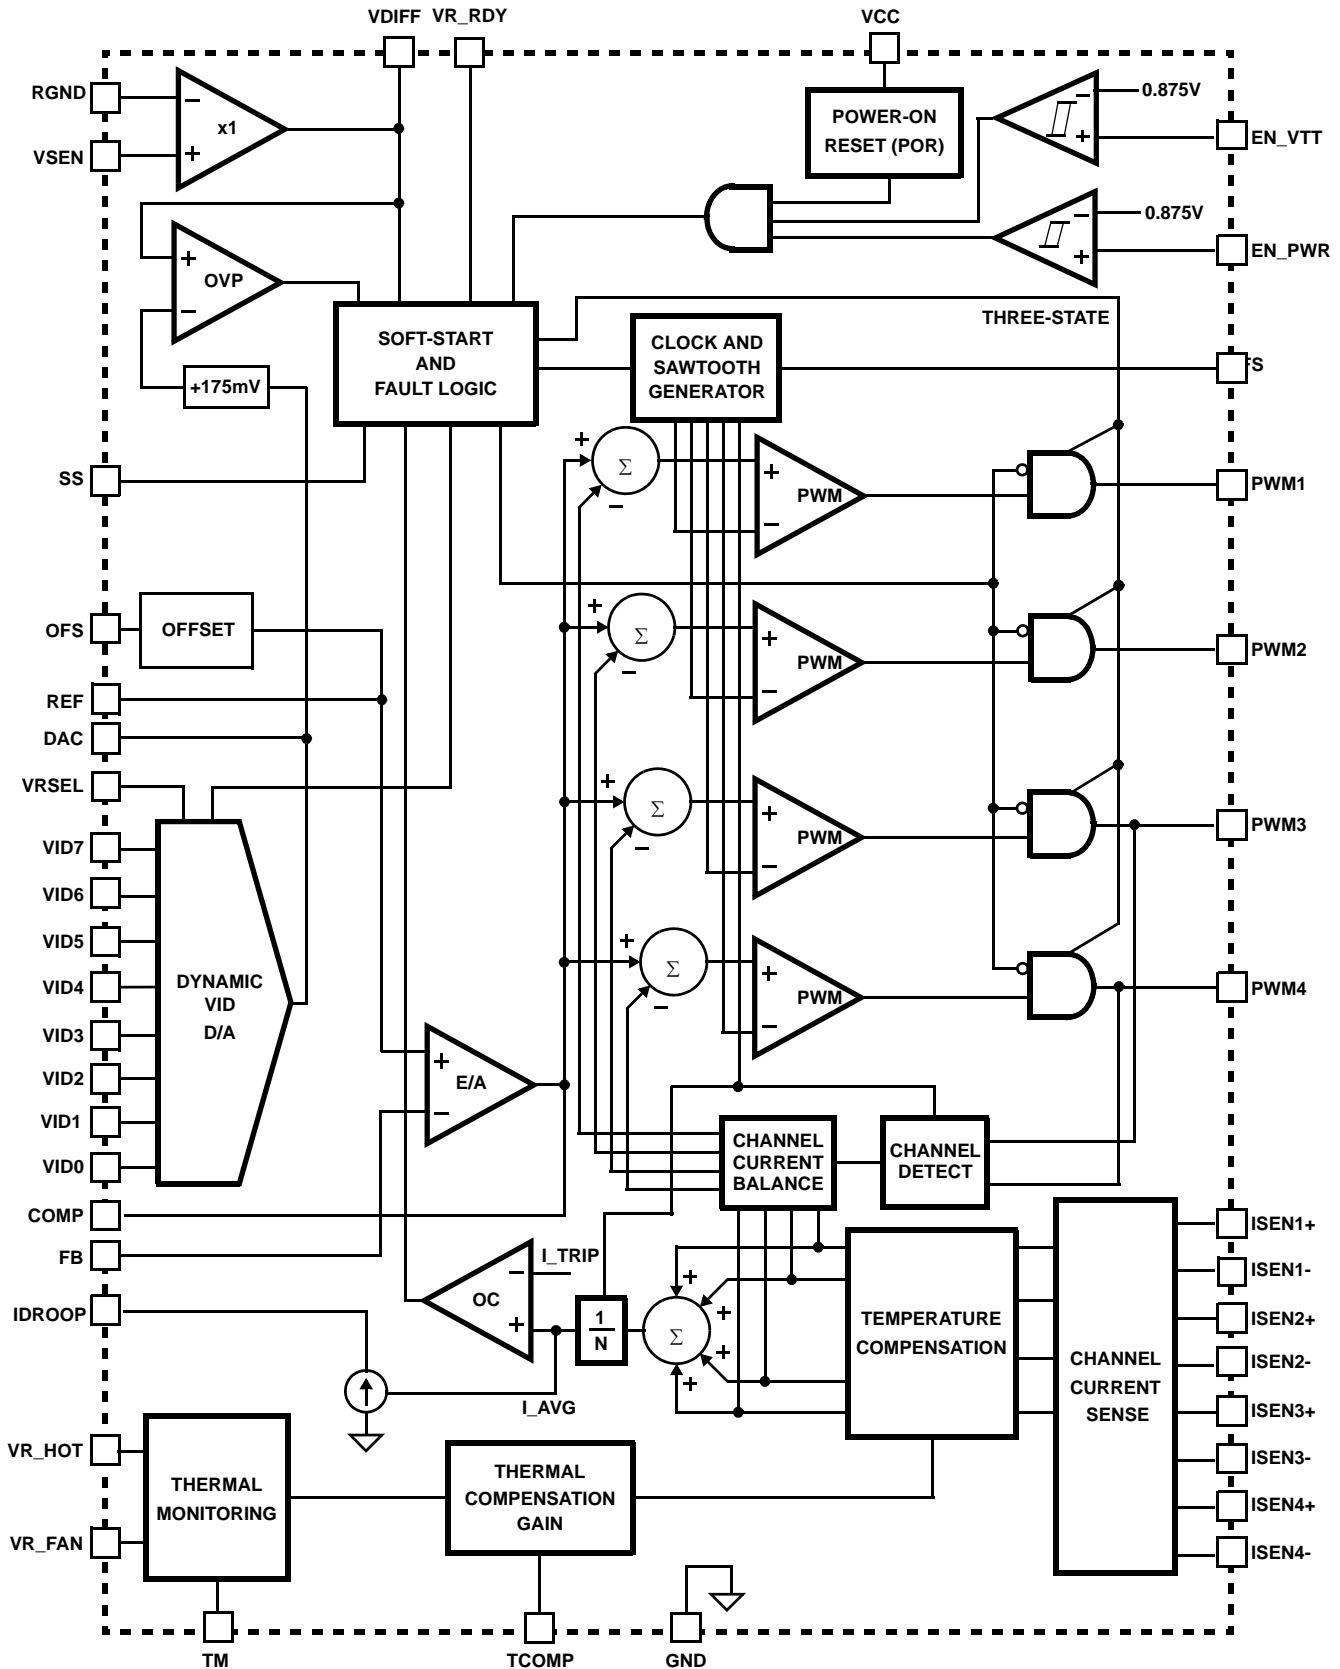 VDIFF VR_RDY VCC
RGND
−
x1
+
VSEN
POWER-ON
RESET (POR)
−
0.875V
+
EN_VTT
−
0.875V
+
EN_PWR
+
OVP
−
+175mV
SOFT-START
AND
FAULT LOGIC
THREE-STATE
CLOCK AND
SAWTOOTH
GENERATOR
FS
SS
+
Σ
−
+
PWM
−
PWM1
OFS
OFFSET
+
Σ
−
+
PWM
−
PWM2
REF
DAC
VRSEL
+
Σ
−
+
PWM
−
PWM3
VID7
VID6
VID5
VID4
VID3
VID2
VID1
VID0
DYNAMIC
VID
D/A
+
Σ
−
+
PWM
−
PWM4
+
E/A
−
CHANNEL
CURRENT
BALANCE
CHANNEL
DETECT
COMP
FB
IDROOP
I_TRIP
−
OC
+
1
N
I_AVG
+
+
Σ
+
+
TEMPERATURE
COMPENSATION
CHANNEL
CURRENT
SENSE
ISEN1+
ISEN1-
ISEN2+
ISEN2-
ISEN3+
ISEN3-
ISEN4+
ISEN4-
VR_HOT
VR_FAN
THERMAL
MONITORING
THERMAL
COMPENSATION
GAIN
TM
TCOMP
GND